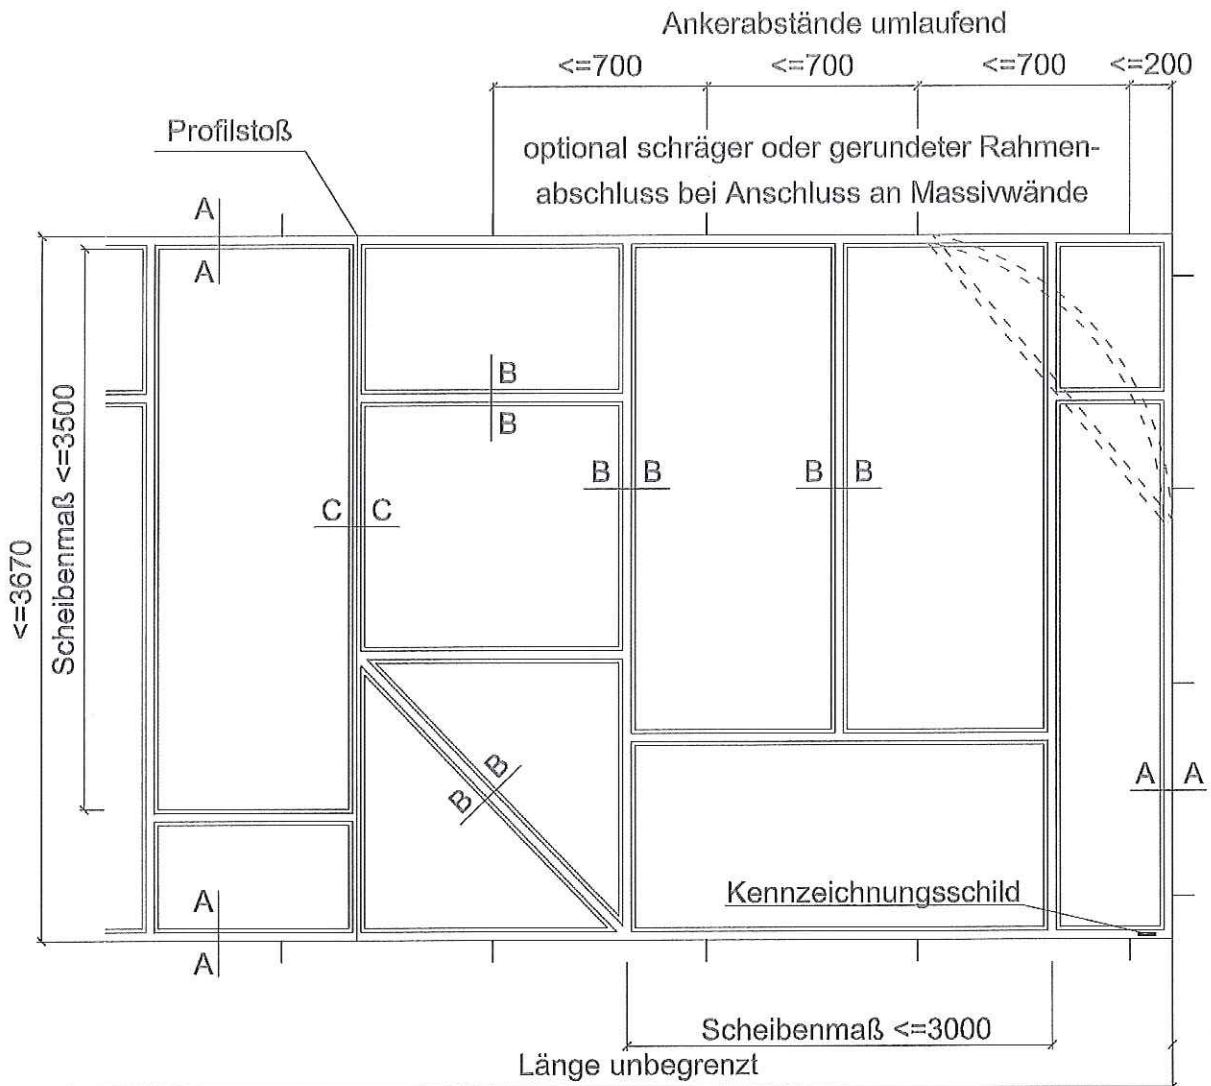 Ankerabstände umlaufend
<=700 <=700 <=700 <=200
Profilstoß
optional schräger oder gerundeter Rahmen-
abschluss bei Anschluss an Massivwände
A
A
B
B
B B
B B
C C
<=3670
Scheibenmaß <=3500
B
B
A A
Kennzeichnungsschild
A
A
Scheibenmaß <=3000
Länge unbegrenzt